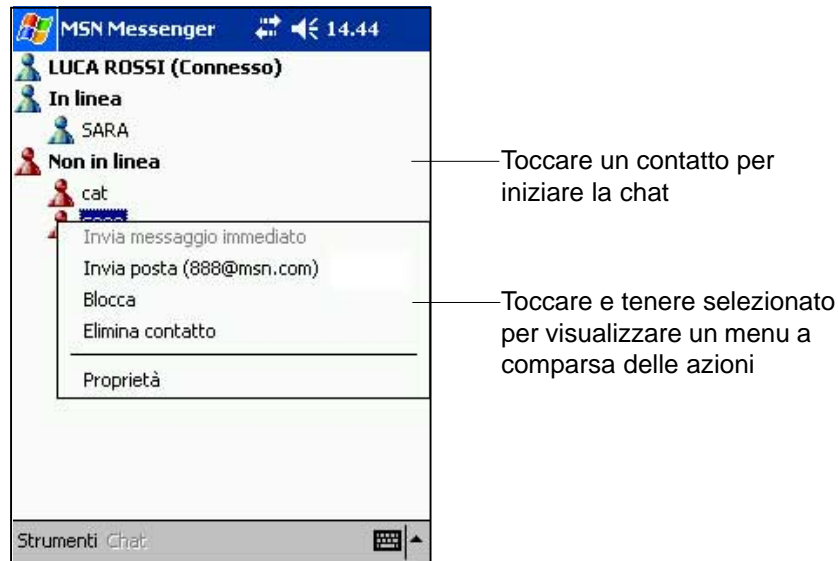 MSN Messenger 14.44
LUCA ROSSI (Connesso)
In linea
SARA
Non in linea
cat
Invia messaggio immediato
Invia posta (888@msn.com)
Blocca
Elimina contatto
Proprietà
Strumenti Chat
Toccare un contatto per
iniziare la chat
Toccare e tenere selezionato
per visualizzare un menu a
comparsa delle azioni